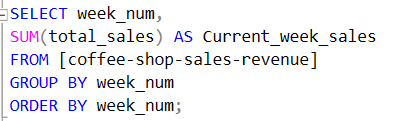 SELECT week_num,
SUM(total_sales) AS Current_week_sales
FROM [coffee-shop-sales-revenue]
GROUP BY week_num
ORDER BY week_num;